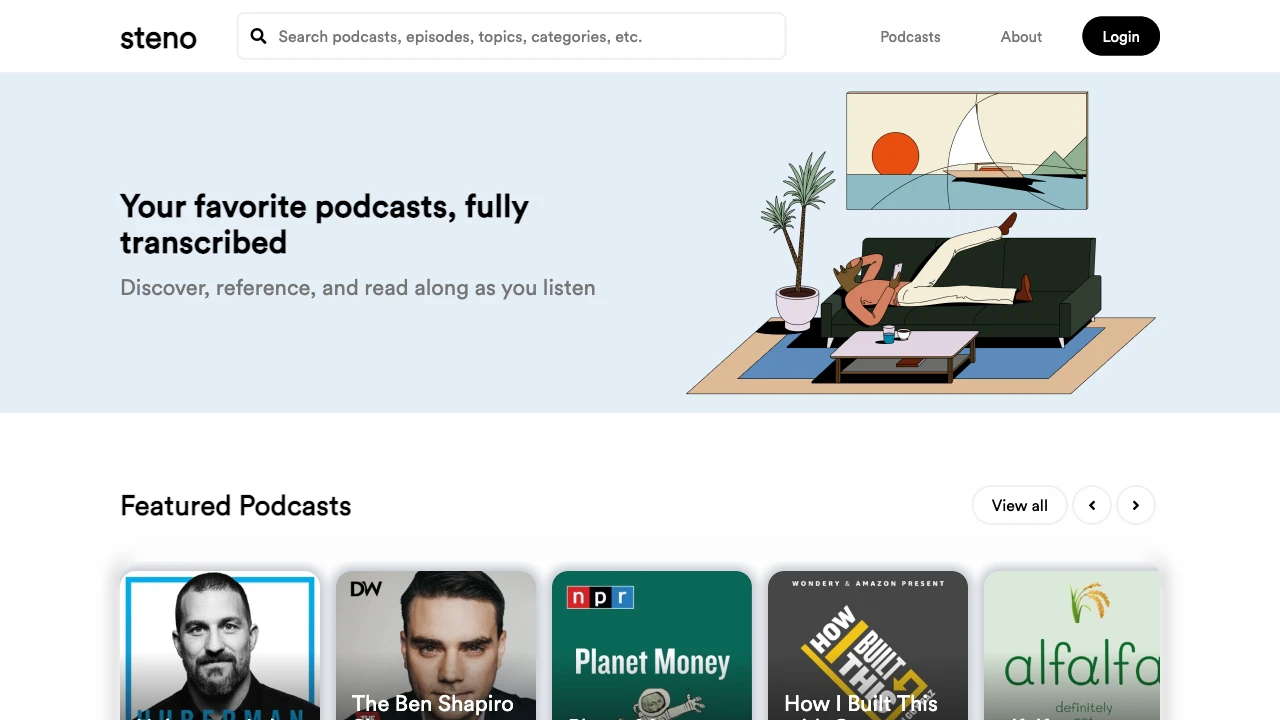 steno
Search podcasts, episodes, topics, categories, etc.
Podcasts
About
Login
Your favorite podcasts, fully
transcribed
Discover, reference, and read along as you listen
Featured Podcasts
View all
HUBERMAN
DW
The Ben Shapiro
THE
npr
Planet Money
WONDERY & AMAZON PRESENT
HOW
I BUILT
THIS
How I Built This
alfalfa
definitely